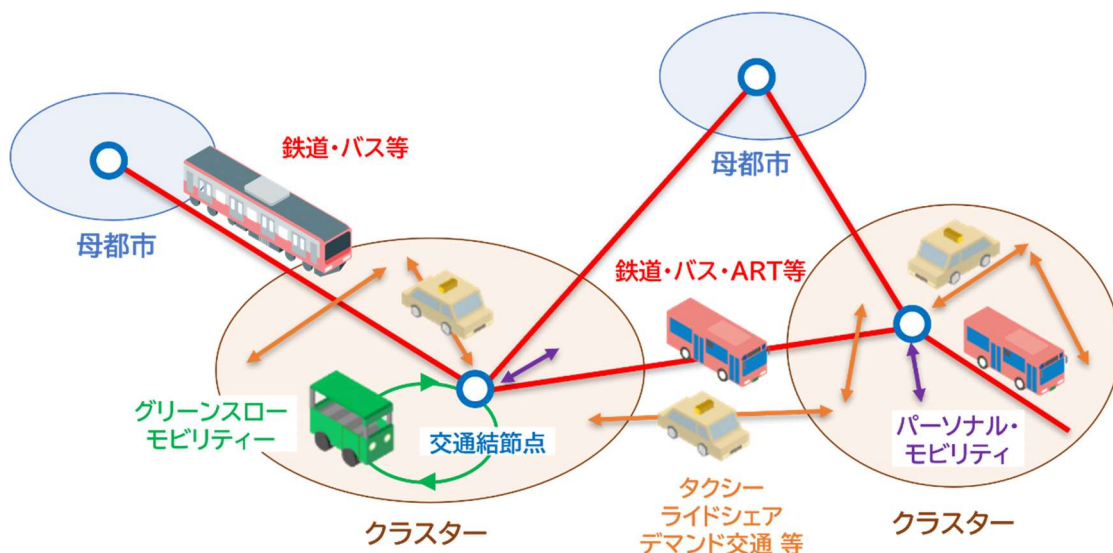 母都市
鉄道・バス等
母都市
鉄道・バス・ART等
グリーンスロー
モビリティー
交通結節点
パーソナル・
モビリティ
クラスター
タクシー
ライドシェア
デマンド交通 等
クラスター